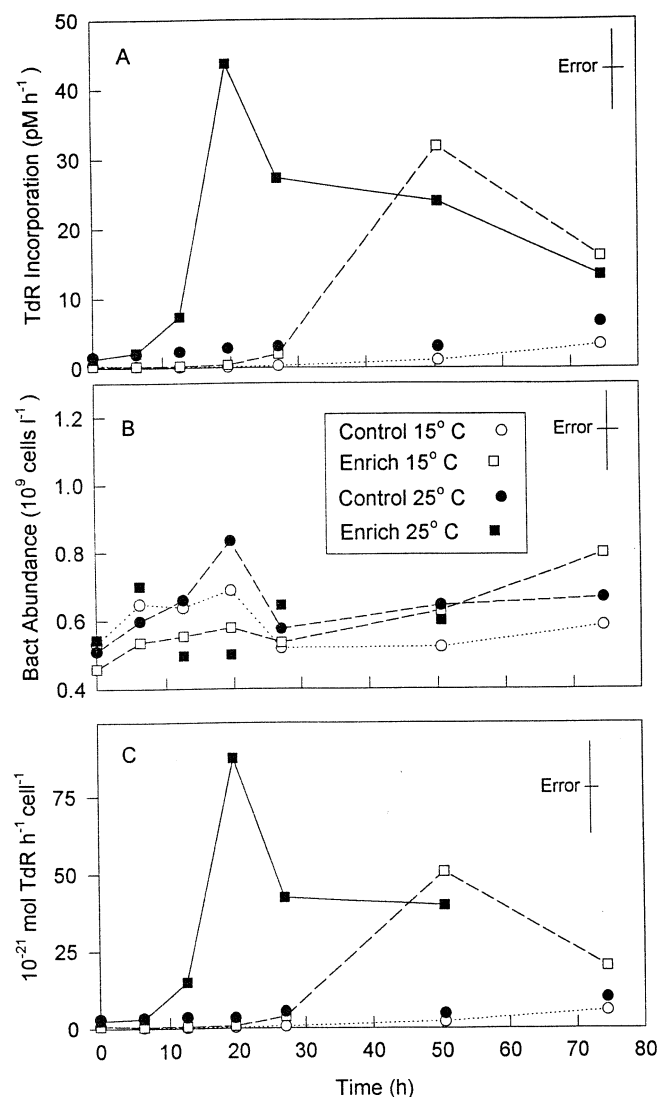 A
50
40
30
20
10
0
TdR Incorporation (pM h⁻¹)
Error
B
1.2
1.0
0.8
0.6
0.4
Bact Abundance (10⁹ cells l⁻¹)
Control 15° C
Enrich 15° C
Control 25° C
Enrich 25° C
Error
C
75
50
25
0
10⁻²¹ mol TdR h⁻¹ cell⁻¹
Error
0 10 20 30 40 50 60 70 80
Time (h)